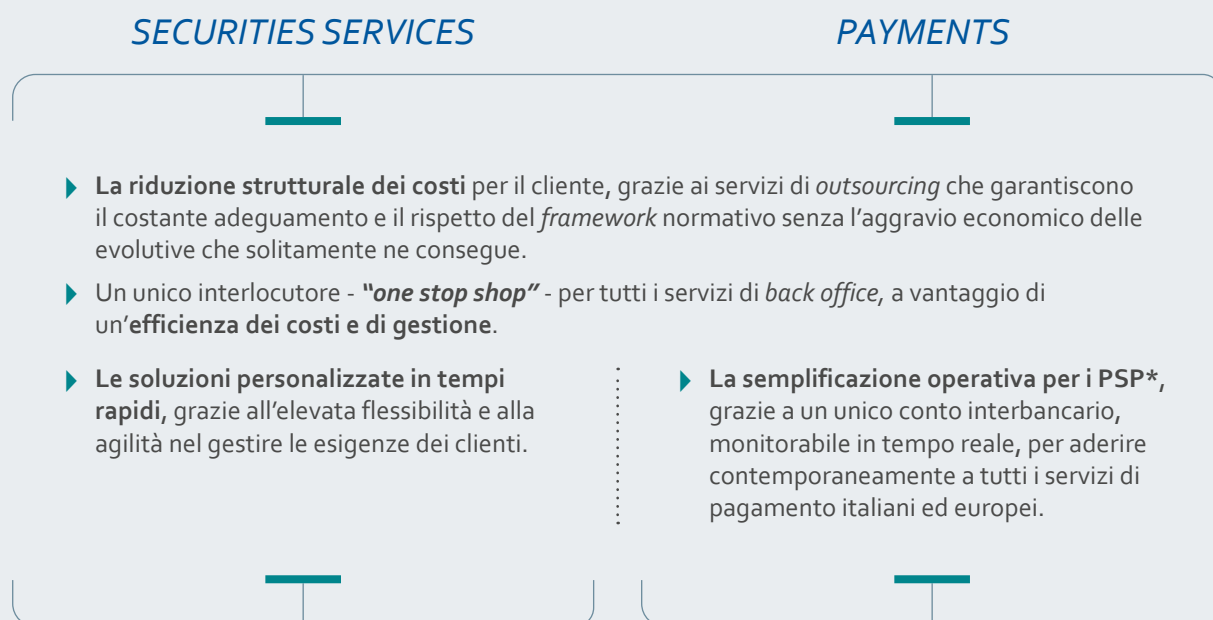 SECURITIES SERVICES
PAYMENTS
La riduzione strutturale dei costi per il cliente, grazie ai servizi di outsourcing che garantiscono
il costante adeguamento e il rispetto del framework normativo senza l'aggravio economico delle
evolutive che solitamente ne consegue.
Un unico interlocutore - "one stop shop" - per tutti i servizi di back office, a vantaggio di
un'efficienza dei costi e di gestione.
Le soluzioni personalizzate in tempi
rapidi, grazie all'elevata flessibilità e alla
agilità nel gestire le esigenze dei clienti.
La semplificazione operativa per i PSP*,
grazie a un unico conto interbancario,
monitorabile in tempo reale, per aderire
contemporaneamente a tutti i servizi di
pagamento italiani ed europei.